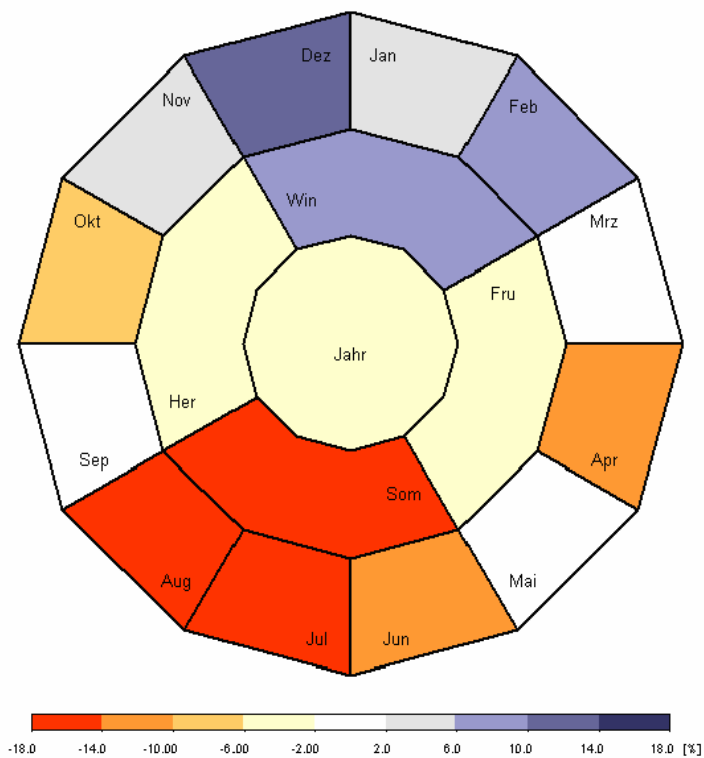 Dez Jan
Nov Feb
Win
Okt Mrz
Fru
Jahr
Her
Sep Apr
Som
Aug Mai
Jul Jun
-18.0 -14.0 -10.00 -6.00 -2.00 2.0 6.0 10.0 14.0 18.0 [%]